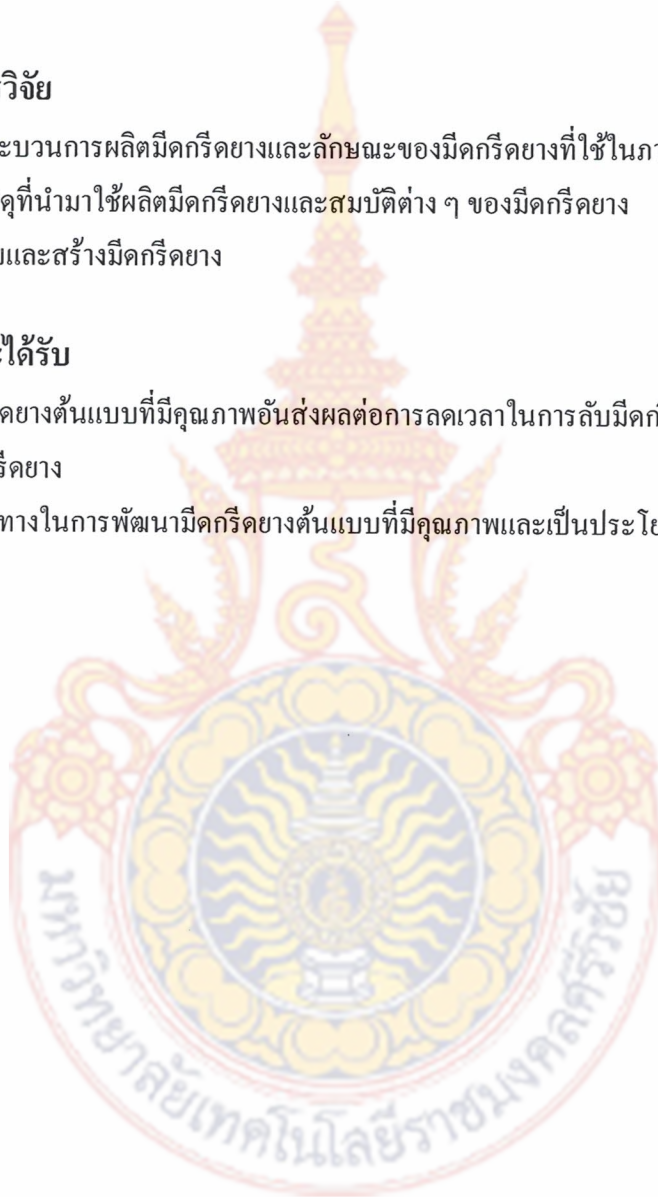 รวิจัย
ะบวนการผลิตมีดกรีดยางและลักษณะของมีดกรีดยางที่ใช้ในภา
ดุที่นำมาใช้ผลิตมีดกรีดยางและสมบัติต่าง ๆ ของมีดกรีดยาง
บและสร้างมีดกรีดยาง
ะได้รับ
ดยางต้นแบบที่มีคุณภาพอันส่งผลต่อการลดเวลาในการลับมีดก
รีดยาง
ทางในการพัฒนามีดกรีดยางต้นแบบที่มีคุณภาพและเป็นประโย
มหาวิทยาลัยเทคโนโลยีราชมงคลศรีวิชัย